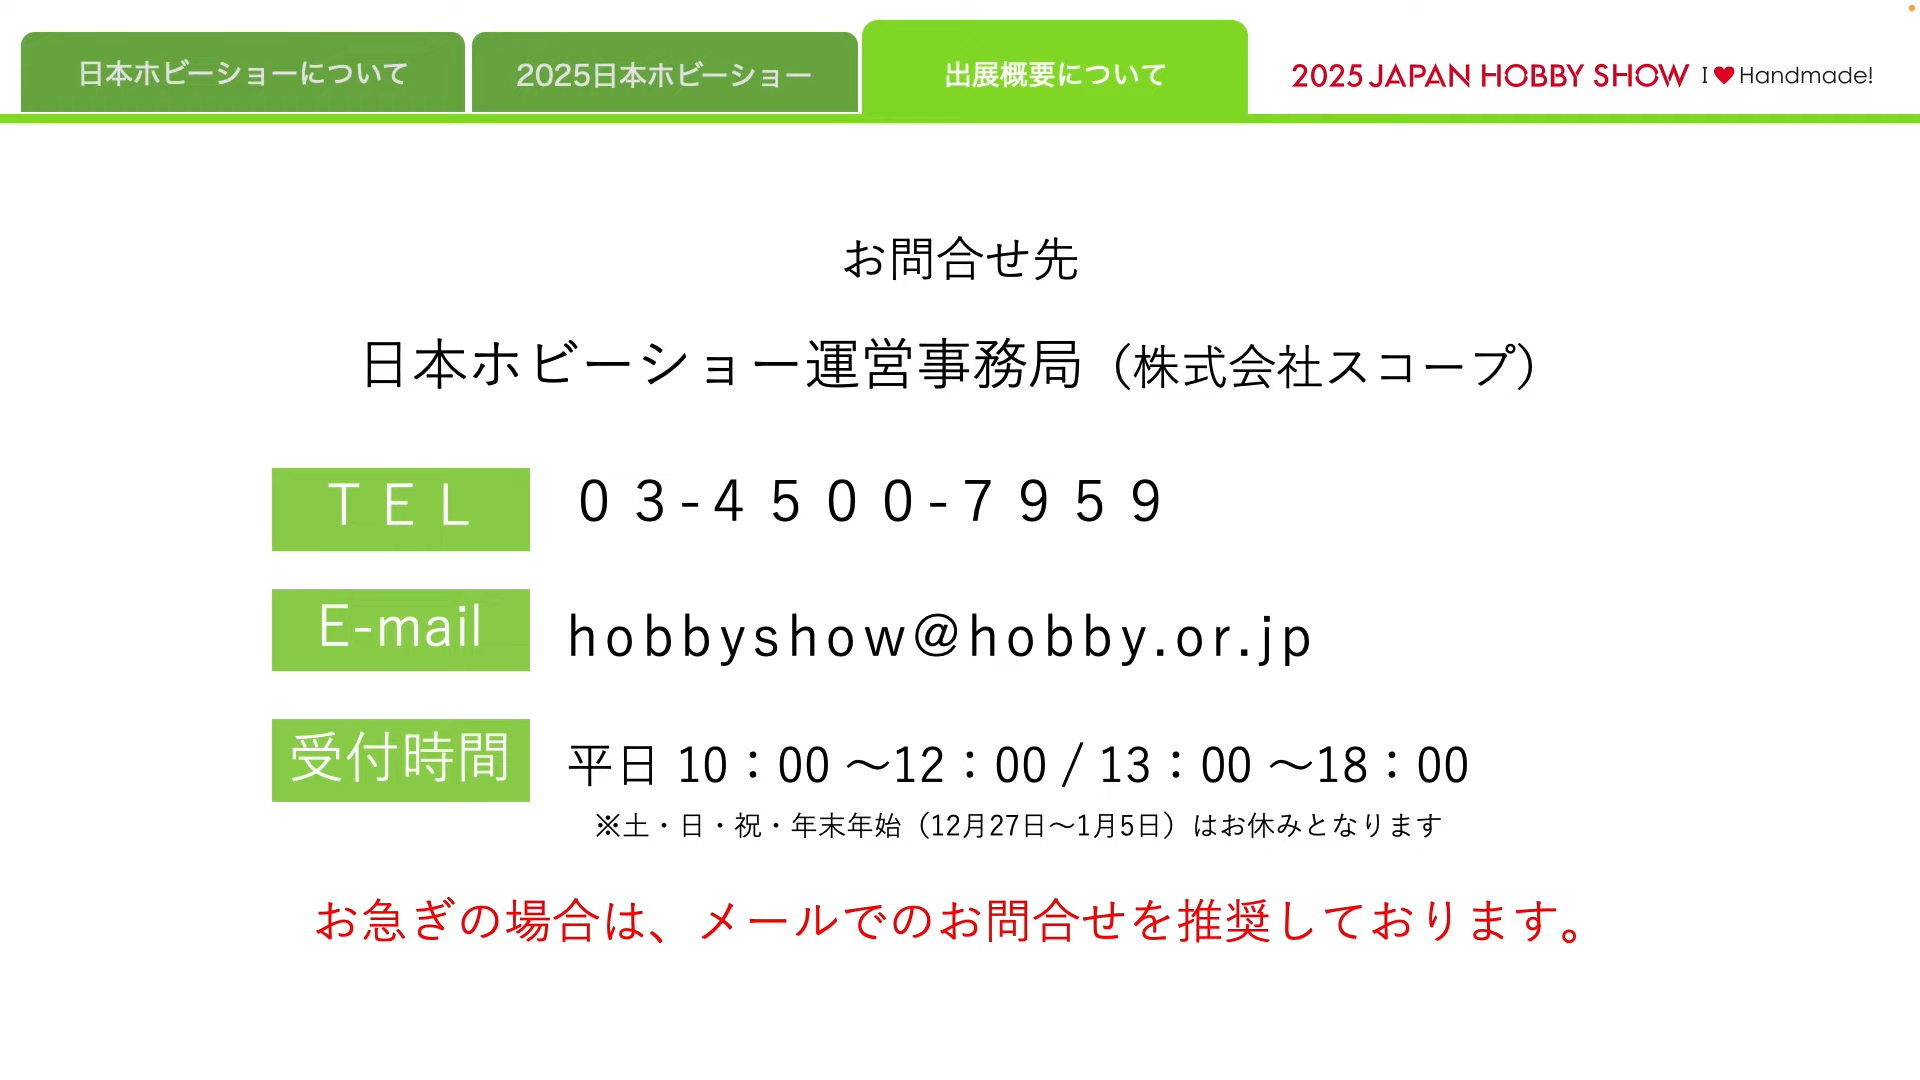 日本ホビーショーについて
2025日本ホビーショー
出展概要について
2025 JAPAN HOBBY SHOW I♥Handmade!
お問合せ先
日本ホビーショー運営事務局（株式会社スコープ）
ＴＥＬ
０３-４５００-７９５９
E-mail
hobbyshow@hobby.or.jp
受付時間
平日 10：00 ～12：00 / 13：00 ～18：00
※土・日・祝・年末年始（12月27日～1月5日）はお休みとなります
お急ぎの場合は、メールでのお問合せを推奨しております。